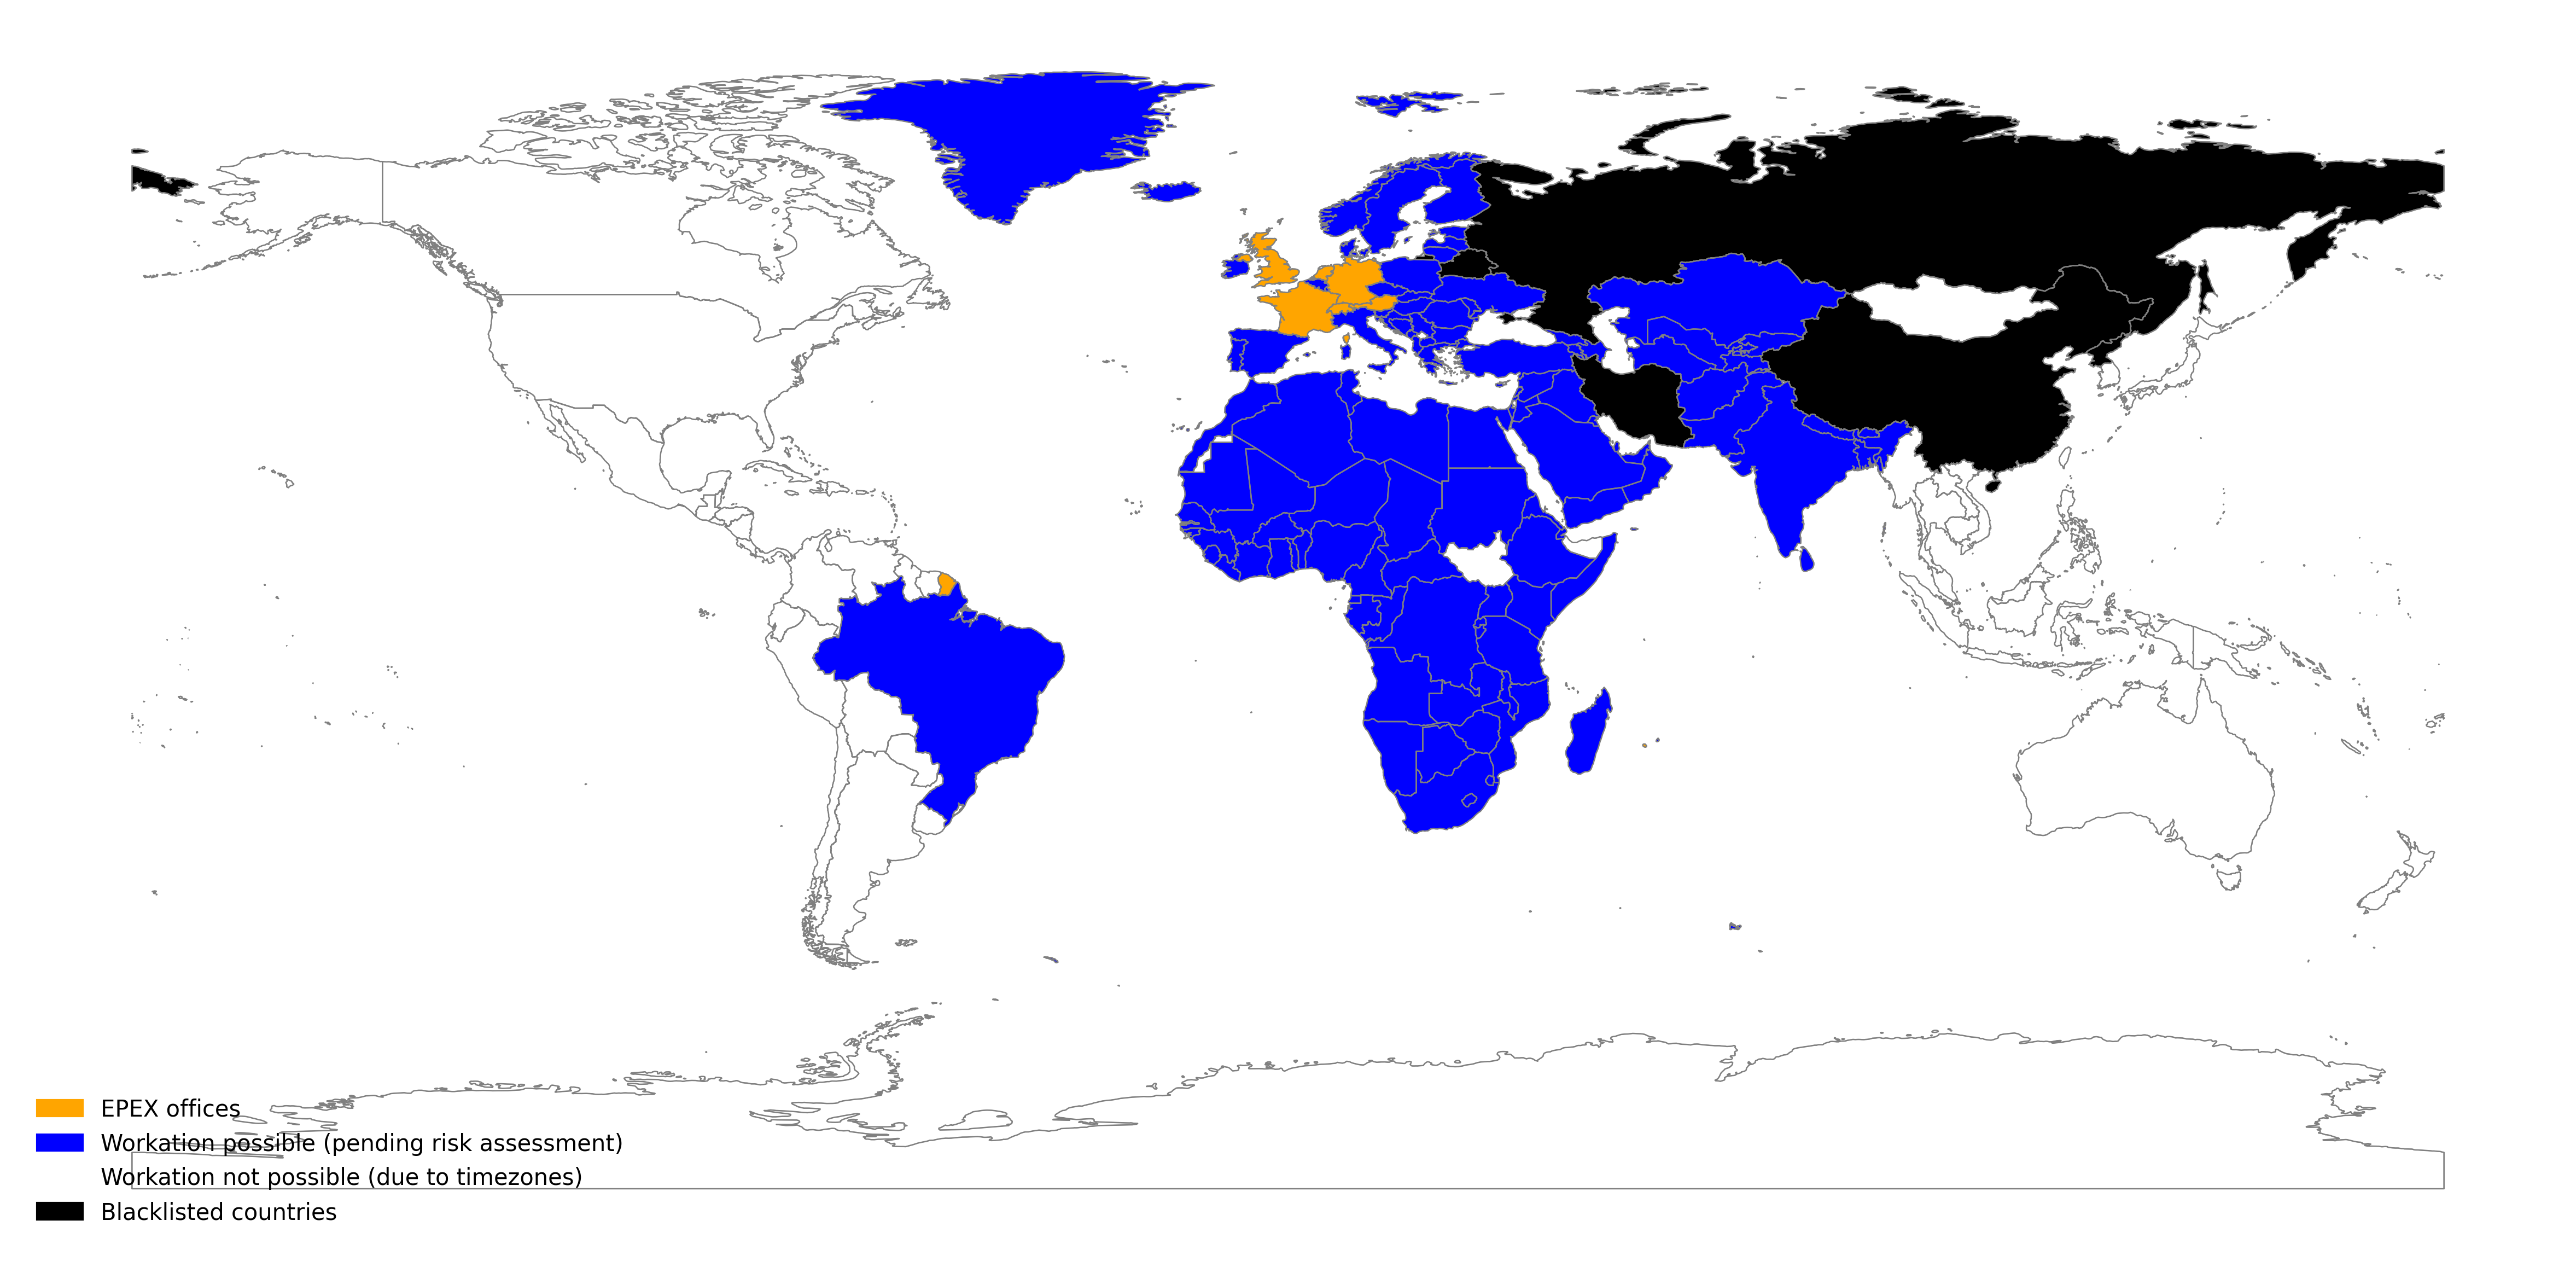 EPEX offices
Workation possible (pending risk assessment)
Workation not possible (due to timezones)
Blacklisted countries